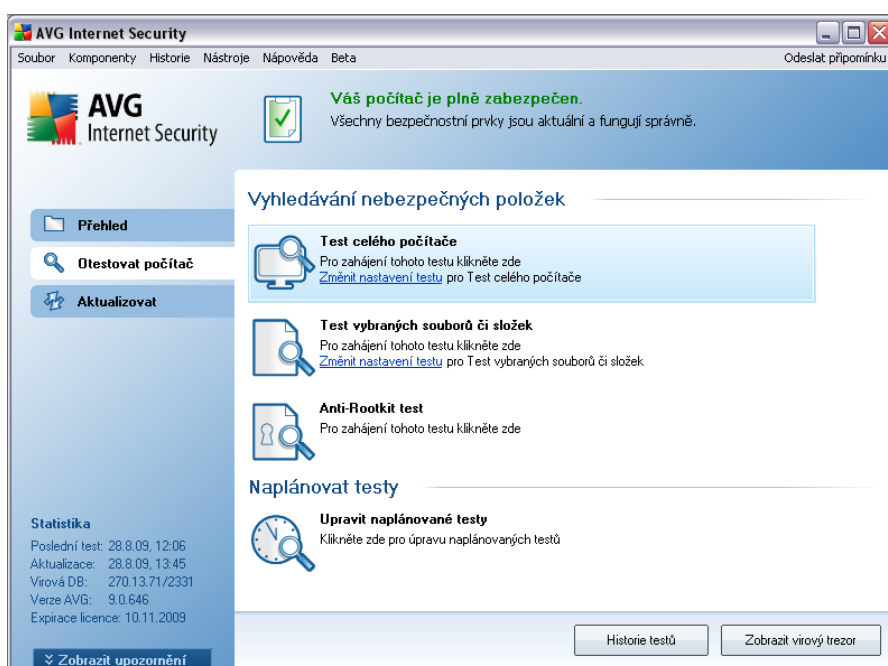 AVG Internet Security
Soubor Komponenty Historie Nástroje Nápověda Beta Odeslat připomínku
AVG
Internet Security
Váš počítač je plně zabezpečen.
Všechny bezpečnostní prvky jsou aktuální a fungují správně.
Přehled
Otestovat počítač
Aktualizovat
Vyhledávání nebezpečných položek
Test celého počítače
Pro zahájení tohoto testu klikněte zde
Změnit nastavení testu pro Test celého počítače
Test vybraných souborů či složek
Pro zahájení tohoto testu klikněte zde
Změnit nastavení testu pro Test vybraných souborů či složek
Anti-Rootkit test
Pro zahájení tohoto testu klikněte zde
Naplánovat testy
Upravit naplánované testy
Klikněte zde pro úpravu naplánovaných testů
Statistika
Poslední test: 28.8.09, 12:06
Aktualizace: 28.8.09, 13:45
Virová DB: 270.13.71/2331
Verze AVG: 9.0.646
Expirace licence: 10.11.2009
Zobrazit upozornění
Historie testů
Zobrazit virový trezor